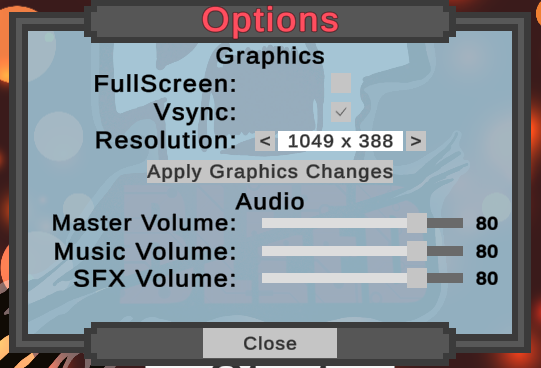 Options
Graphics
FullScreen:
Vsync:
Resolution: < 1049 x 388 >
Apply Graphics Changes
Audio
Master Volume: 80
Music Volume: 80
SFX Volume: 80
Close